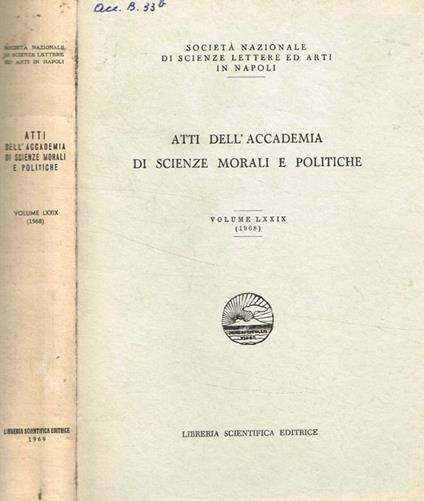 Acc. B. 33 b
SOCIETÀ NAZIONALE
DI SCIENZE LETTERE ED ARTI
IN NAPOLI
ATTI
DELL'ACCADEMIA
DI SCIENZE MORALI
E POLITICHE
VOLUME LXXIX
(1968)
LIBRERIA SCIENTIFICA EDITRICE
1969
SOCIETÀ NAZIONALE
DI SCIENZE LETTERE ED ARTI
IN NAPOLI
ATTI DELL'ACCADEMIA
DI SCIENZE MORALI E POLITICHE
VOLUME LXXIX
(1968)
LIBRERIA SCIENTIFICA EDITRICE